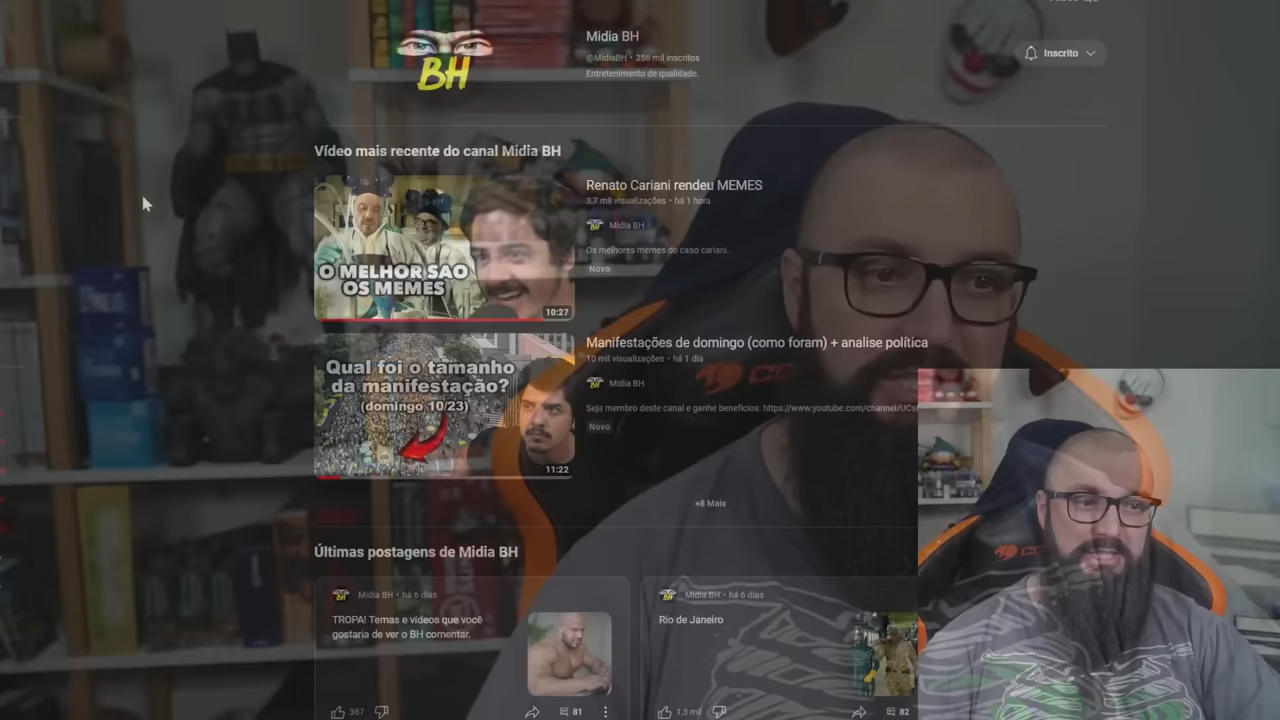 Midia BH
@MidiaBH • 256 mil inscritos
Entretenimento de qualidade.
BH
Inscrito
Vídeo mais recente do canal Midia BH
Renato Cariani rendeu MEMES
3,7 mil visualizações • há 1 hora
Midia BH
Os melhores memes do caso cariani.
Novo
O MELHOR SAO
OS MEMES
10:27
Manifestações de domingo (como foram) + analise política
10 mil visualizações • há 1 dia
Midia BH
Seja membro deste canal e ganhe benefícios: https://www.youtube.com/channel/UCs
Novo
Qual foi o tamanho
da manifestação?
(domingo 10/23)
11:22
+8 Mais
Últimas postagens de Midia BH
Midia BH • há 6 dias
TROPA! Temas e vídeos que você
gostaria de ver o BH comentar.
367
81
Midia BH • há 6 dias
Rio de Janeiro
1,3 mil
82